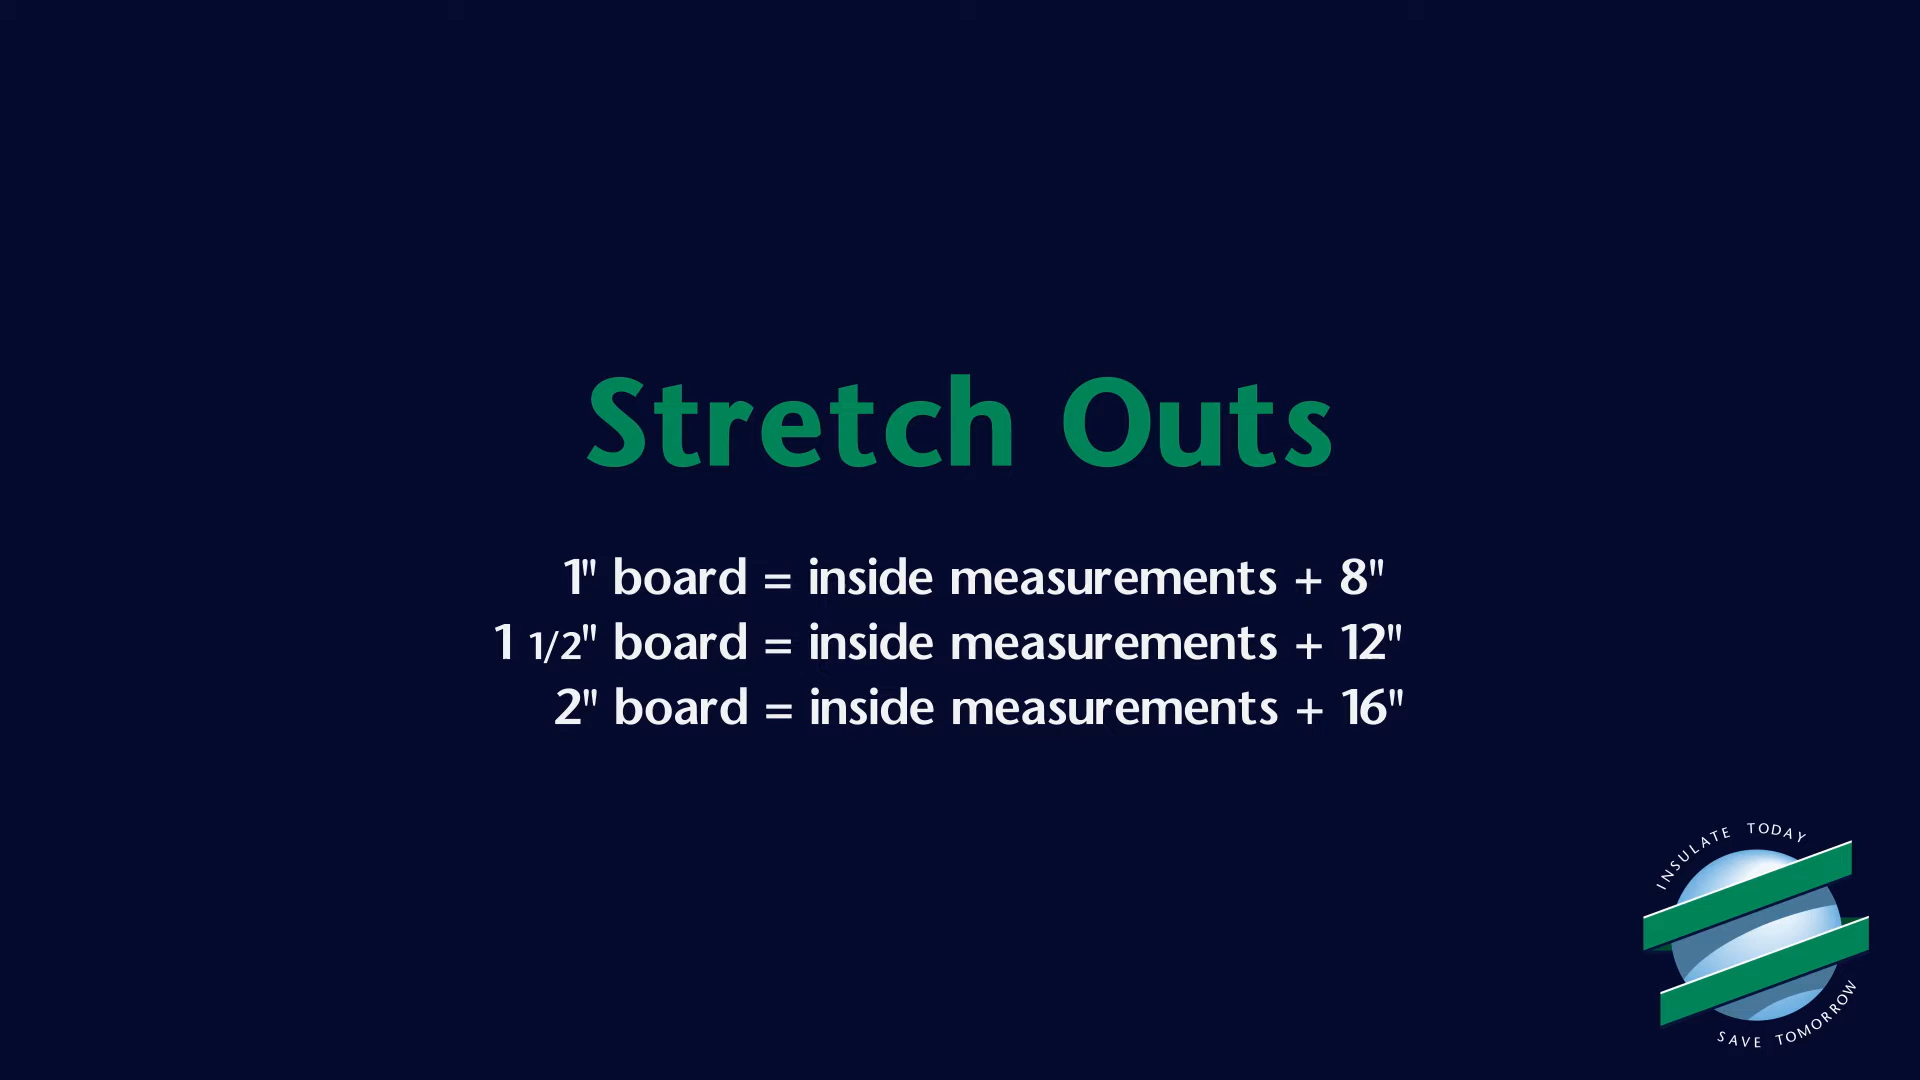 Stretch Outs
1" board = inside measurements + 8"
1 1/2" board = inside measurements + 12"
2" board = inside measurements + 16"
INSULATE TODAY
SAVE TOMORROW